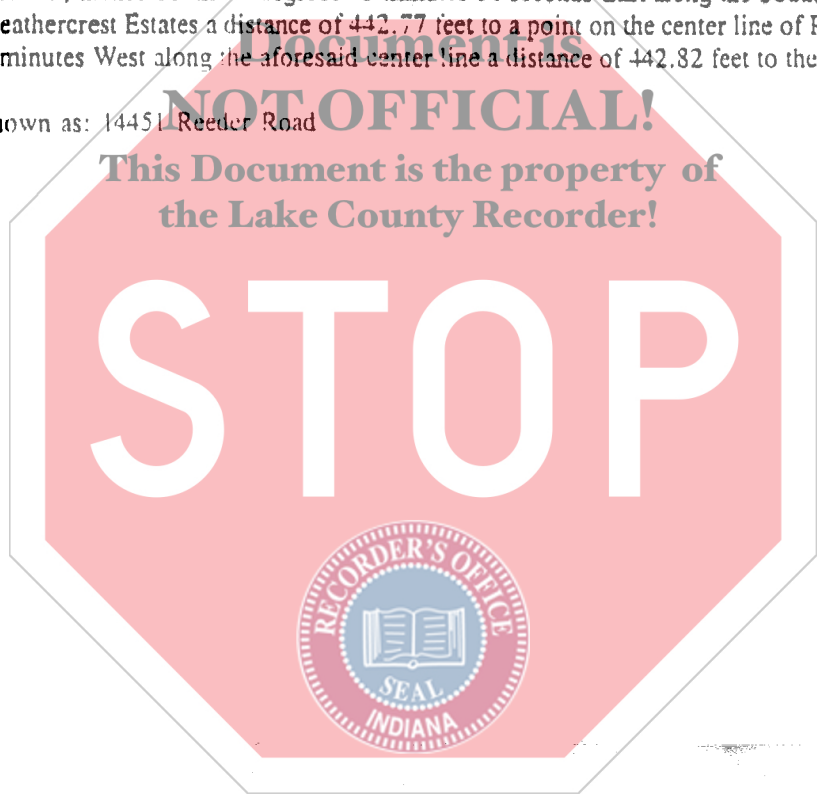 eathercrest Estates a distance of 442.77 feet to a point on the center line of
Document is
minutes West along the aforesaid center line a distance of 442.82 feet to the
NOT OFFICIAL!
own as: 14451 Reeder Road
This Document is the property of
the Lake County Recorder!
STOP
RECORDER'S OFFICE
SEAL
INDIANA